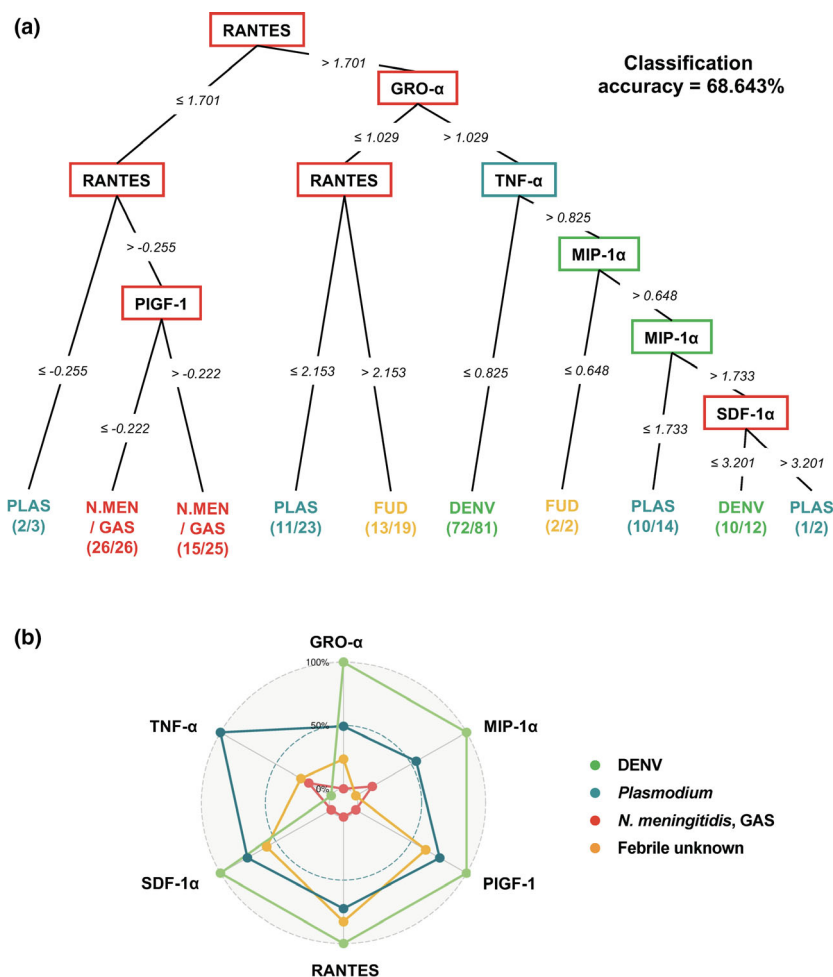 (a)
RANTES
> 1.701
Classification
accuracy = 68.643%
GRO-α
≤ 1.701
≤ 1.029
> 1.029
RANTES
RANTES
TNF-α
> 0.825
> -0.255
MIP-1α
PIGF-1
> 0.648
MIP-1α
≤ -0.255
> -0.222
≤ 2.153
> 2.153
≤ 0.825
≤ 0.648
> 1.733
SDF-1α
≤ -0.222
≤ 1.733
≤ 3.201
> 3.201
PLAS
(2/3)
N.MEN
/ GAS
(26/26)
N.MEN
/ GAS
(15/25)
PLAS
(11/23)
FUD
(13/19)
DENV
(72/81)
FUD
(2/2)
PLAS
(10/14)
DENV
(10/12)
PLAS
(1/2)
(b)
GRO-α
100%
TNF-α
50%
MIP-1α
0%
DENV
Plasmodium
N. meningitidis, GAS
Febrile unknown
SDF-1α
PIGF-1
RANTES